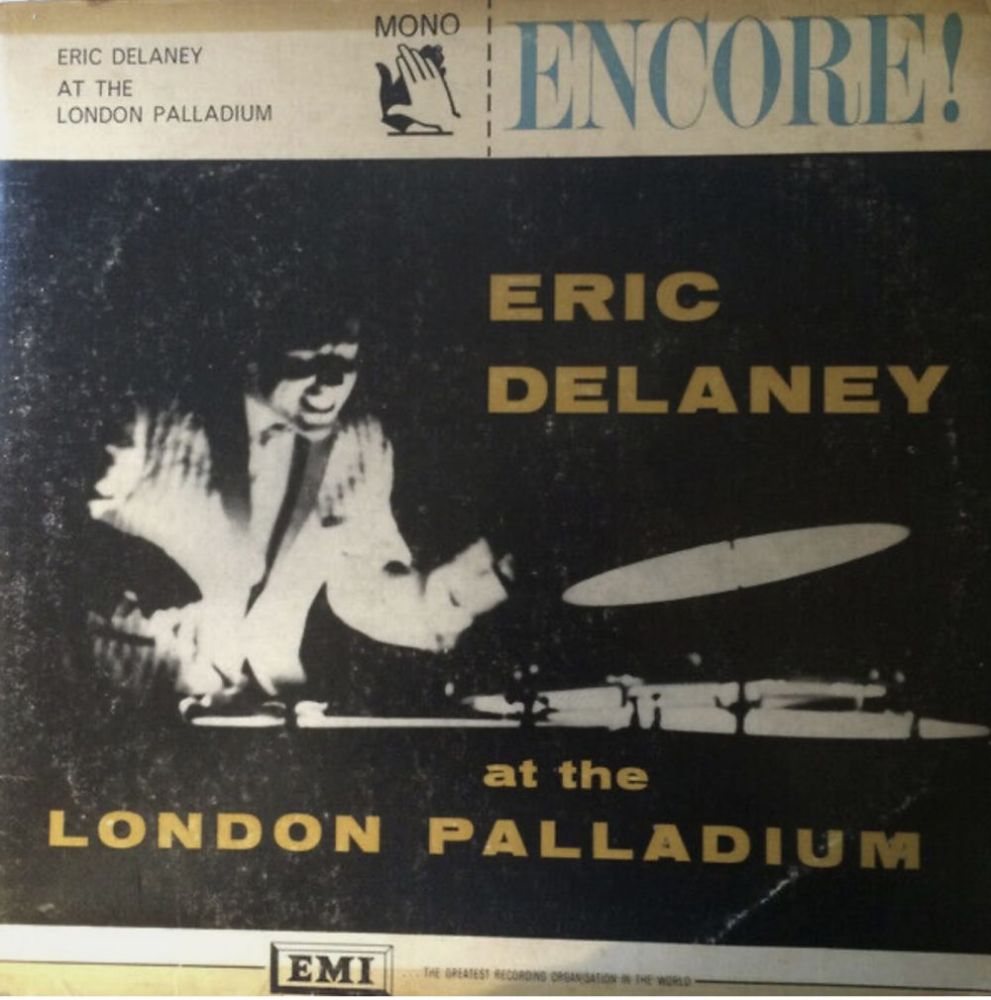 ERIC DELANEY
AT THE
LONDON PALLADIUM
MONO
ENCORE!
ERIC
DELANEY
at the
LONDON PALLADIUM
EMI
...THE GREATEST RECORDING ORGANISATION IN THE WORLD